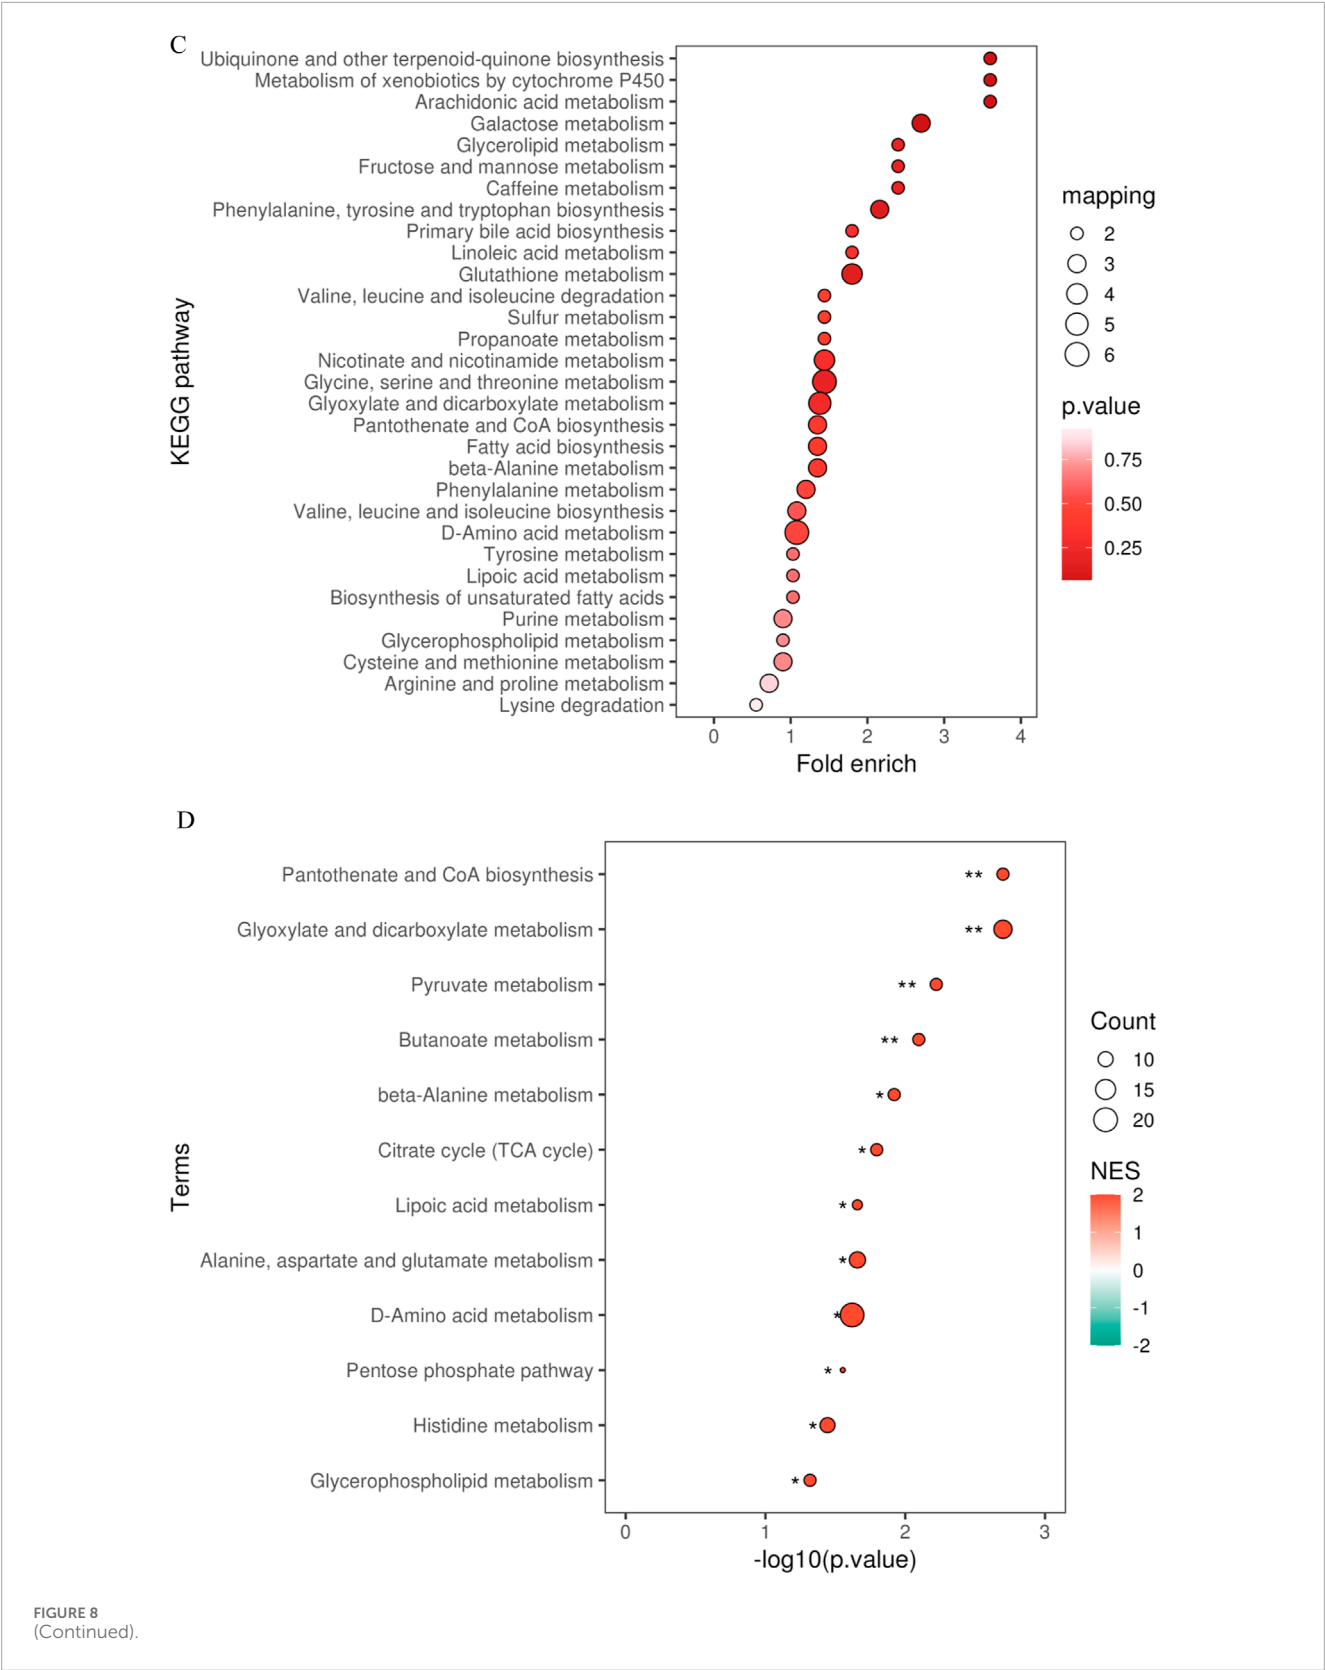 C
Ubiquinone and other terpenoid-quinone biosynthesis
Metabolism of xenobiotics by cytochrome P450
Arachidonic acid metabolism
Galactose metabolism
Glycerolipid metabolism
Fructose and mannose metabolism
Caffeine metabolism
Phenylalanine, tyrosine and tryptophan biosynthesis
Primary bile acid biosynthesis
Linoleic acid metabolism
Glutathione metabolism
Valine, leucine and isoleucine degradation
Sulfur metabolism
Propanoate metabolism
Nicotinate and nicotinamide metabolism
Glycine, serine and threonine metabolism
Glyoxylate and dicarboxylate metabolism
Pantothenate and CoA biosynthesis
Fatty acid biosynthesis
beta-Alanine metabolism
Phenylalanine metabolism
Valine, leucine and isoleucine biosynthesis
D-Amino acid metabolism
Tyrosine metabolism
Lipoic acid metabolism
Biosynthesis of unsaturated fatty acids
Purine metabolism
Glycerophospholipid metabolism
Cysteine and methionine metabolism
Arginine and proline metabolism
Lysine degradation
KEGG pathway
0 1 2 3 4
Fold enrich
mapping
2
3
4
5
6
p.value
0.75
0.50
0.25
D
Pantothenate and CoA biosynthesis **
Glyoxylate and dicarboxylate metabolism **
Pyruvate metabolism **
Butanoate metabolism **
beta-Alanine metabolism *
Citrate cycle (TCA cycle) *
Lipoic acid metabolism *
Alanine, aspartate and glutamate metabolism *
D-Amino acid metabolism *
Pentose phosphate pathway *
Histidine metabolism *
Glycerophospholipid metabolism *
Terms
0 1 2 3
-log10(p.value)
Count
10
15
20
NES
2
1
0
-1
-2
FIGURE 8
(Continued).